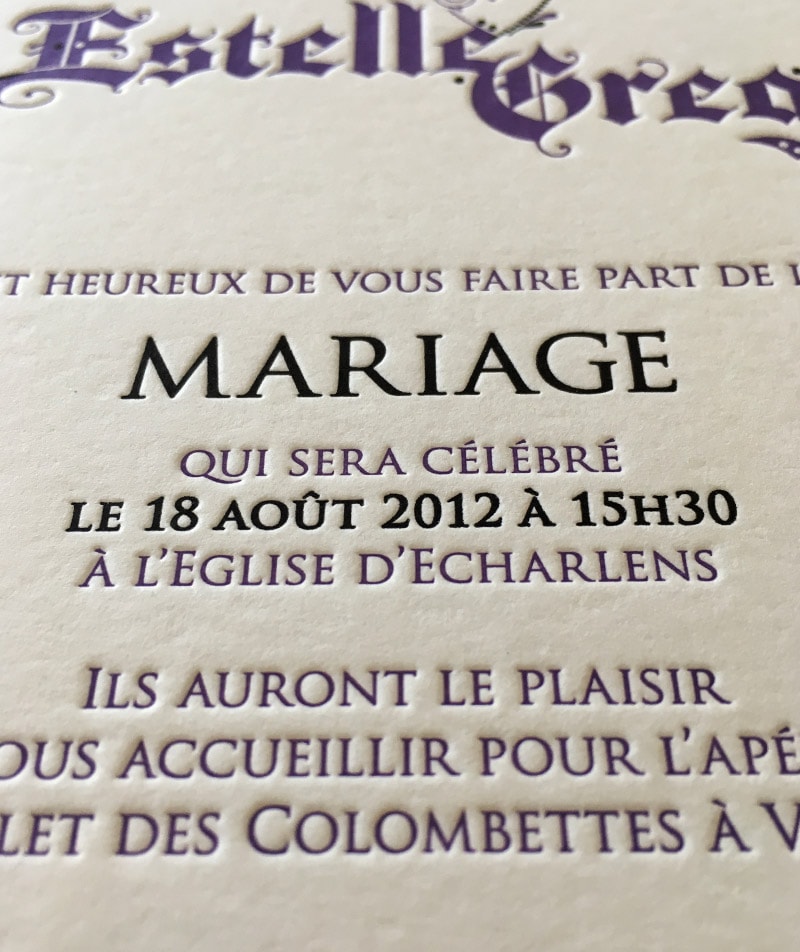 Estelle Greg
T HEUREUX DE VOUS FAIRE PART DE L
MARIAGE
QUI SERA CÉLÉBRÉ
LE 18 AOÛT 2012 À 15H30
À L'EGLISE D'ECHARLENS
ILS AURONT LE PLAISIR
OUS ACCUEILLIR POUR L'APÉ
LET DES COLOMBETTES À V